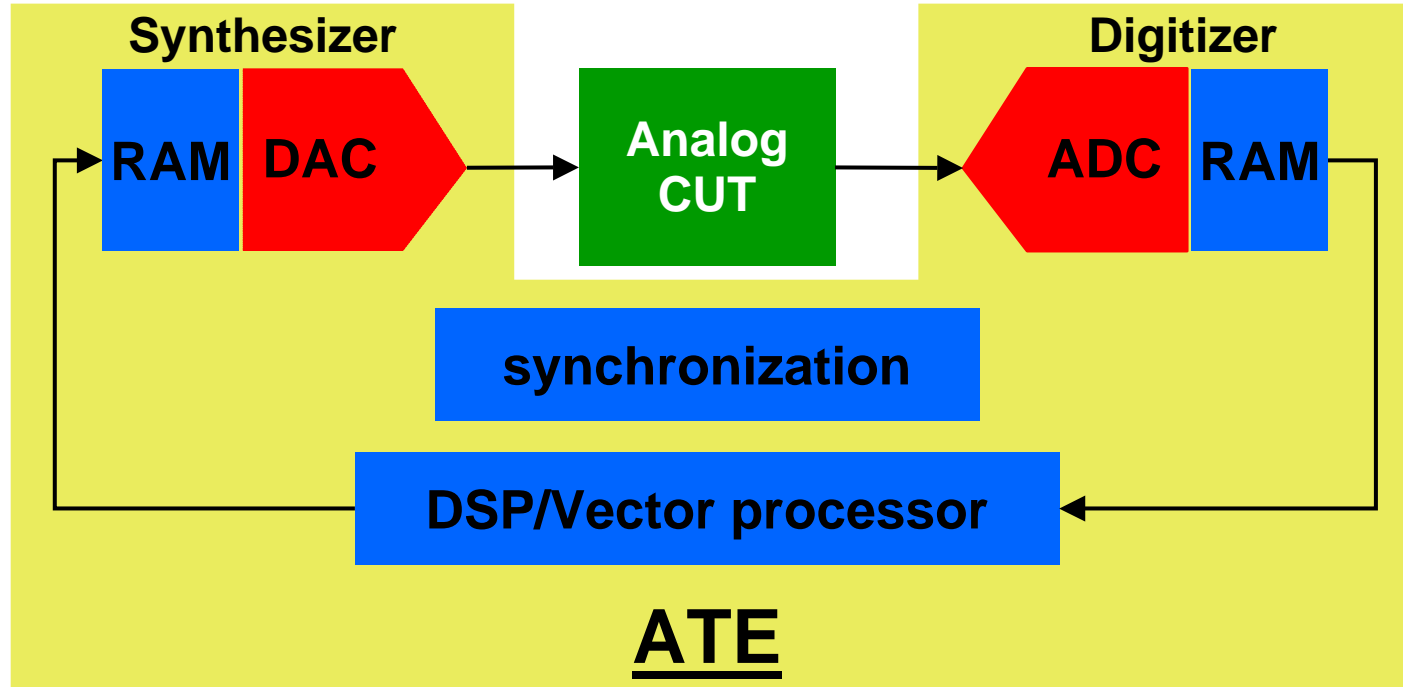 Synthesizer
Digitizer
RAM
DAC
Analog
CUT
ADC
RAM
synchronization
DSP/Vector processor
ATE